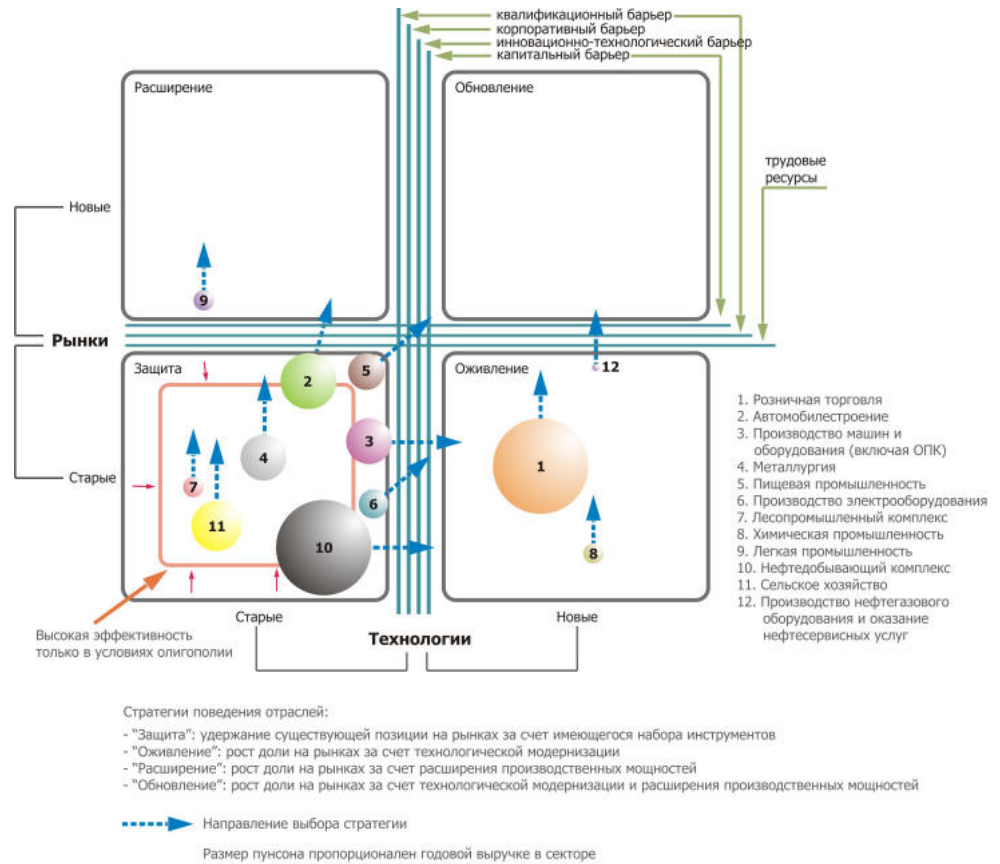 квалификационный барьер
корпоративный барьер
инновационно-технологический барьер
капитальный барьер
Расширение
Обновление
трудовые
ресурсы
Новые
9
Рынки
Защита
Оживление
2
5
12
3
4
1
Старые
7
6
11
10
8
1. Розничная торговля
2. Автомобилестроение
3. Производство машин и
оборудования (включая ОПК)
4. Металлургия
5. Пищевая промышленность
6. Производство электрооборудования
7. Лесопромышленный комплекс
8. Химическая промышленность
9. Легкая промышленность
10. Нефтедобывающий комплекс
11. Сельское хозяйство
12. Производство нефтегазового
оборудования и оказание
нефтесервисных услуг
Старые
Новые
Технологии
Высокая эффективность
только в условиях олигополии
Стратегии поведения отраслей:
- "Защита": удержание существующей позиции на рынках за счет имеющегося набора инструментов
- "Оживление": рост доли на рынках за счет технологической модернизации
- "Расширение": рост доли на рынках за счет расширения производственных мощностей
- "Обновление": рост доли на рынках за счет технологической модернизации и расширения производственных мощностей
Направление выбора стратегии
Размер пунсона пропорционален годовой выручке в секторе